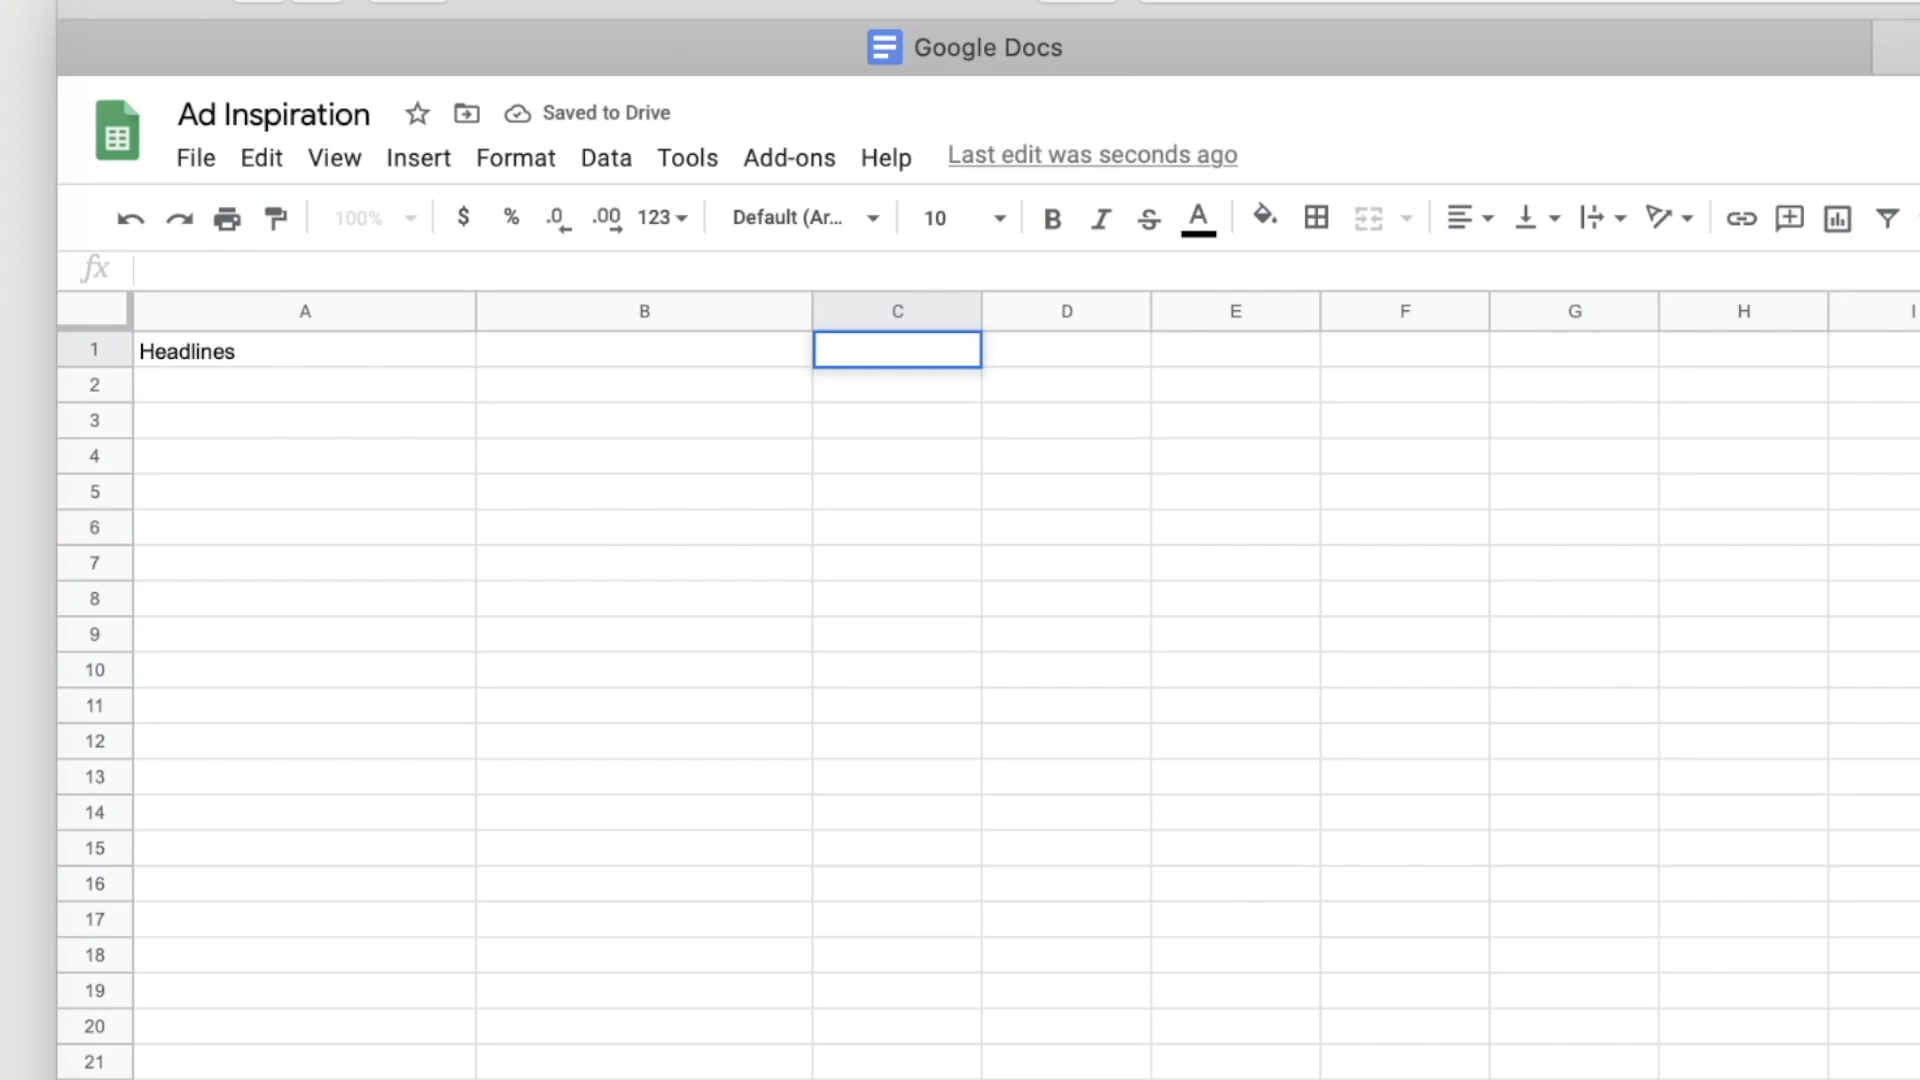 Google Docs
Ad Inspiration Saved to Drive
File Edit View Insert Format Data Tools Add-ons Help Last edit was seconds ago
100% $ % .0 .00 123 Default (Ar... 10 B I S A
fx
A B C D E F G H I
1 Headlines
2
3
4
5
6
7
8
9
10
11
12
13
14
15
16
17
18
19
20
21